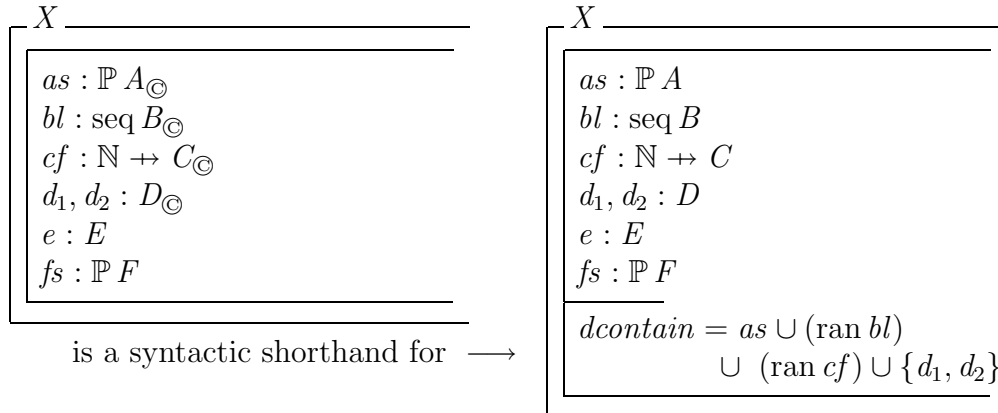 X
as : ℙ A©
bl : seq B©
cf : ℕ ⇸ C©
d₁, d₂ : D©
e : E
fs : ℙ F
is a syntactic shorthand for ⟶
X
as : ℙ A
bl : seq B
cf : ℕ ⇸ C
d₁, d₂ : D
e : E
fs : ℙ F
dcontain = as ∪ (ran bl)
∪ (ran cf) ∪ {d₁, d₂}